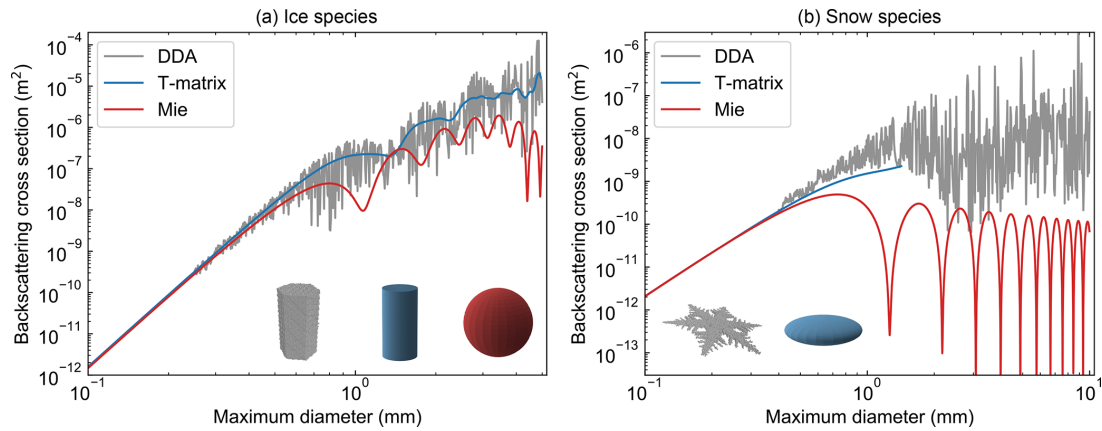 (a) Ice species
DDA
T-matrix
Mie
Backscattering cross section (m²)
10⁻⁴
10⁻⁵
10⁻⁶
10⁻⁷
10⁻⁸
10⁻⁹
10⁻¹⁰
10⁻¹¹
10⁻¹²
10⁻¹
10⁰
Maximum diameter (mm)
(b) Snow species
DDA
T-matrix
Mie
Backscattering cross section (m²)
10⁻⁶
10⁻⁷
10⁻⁸
10⁻⁹
10⁻¹⁰
10⁻¹¹
10⁻¹²
10⁻¹³
10⁻¹
10⁰
10¹
Maximum diameter (mm)